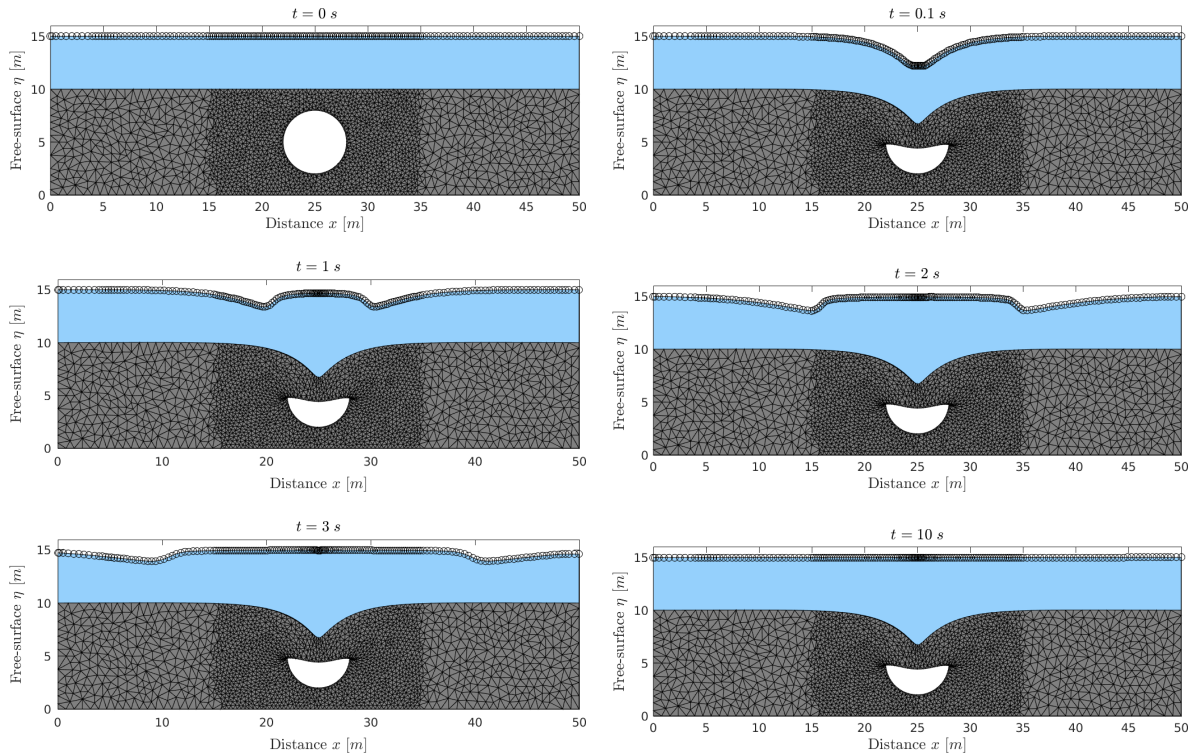 t = 0 s
Free-surface η [m]
15
10
5
0
0 5 10 15 20 25 30 35 40 45 50
Distance x [m]
t = 0.1 s
Free-surface η [m]
15
10
5
0
0 5 10 15 20 25 30 35 40 45 50
Distance x [m]
t = 1 s
Free-surface η [m]
15
10
5
0
0 10 20 30 40 50
Distance x [m]
t = 2 s
Free-surface η [m]
15
10
5
0
0 5 10 15 20 25 30 35 40 45 50
Distance x [m]
t = 3 s
Free-surface η [m]
15
10
5
0
0 10 20 30 40 50
Distance x [m]
t = 10 s
Free-surface η [m]
15
10
5
0
0 5 10 15 20 25 30 35 40 45 50
Distance x [m]